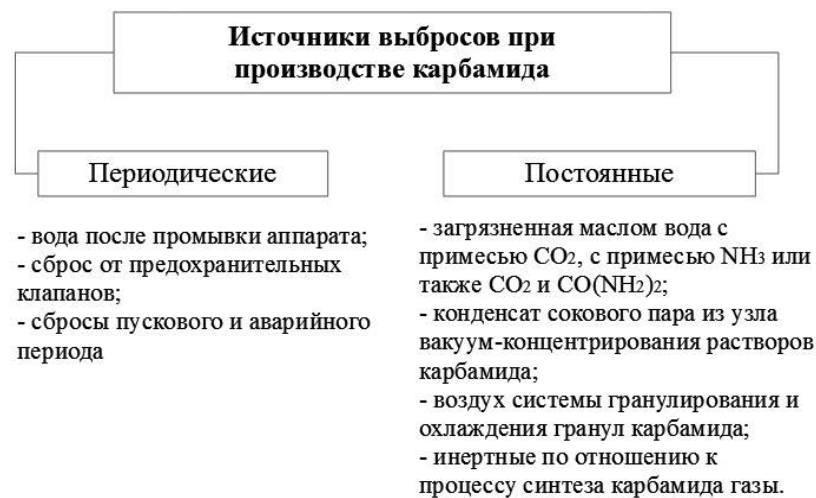 Источники выбросов при
производстве карбамида
Периодические
- вода после промывки аппарата;
- сброс от предохранительных
клапанов;
- сбросы пускового и аварийного
периода
Постоянные
- загрязненная маслом вода с
примесью CO₂, с примесью NH₃ или
также CO₂ и CO(NH₂)₂;
- конденсат сокового пара из узла
вакуум-концентрирования растворов
карбамида;
- воздух системы гранулирования и
охлаждения гранул карбамида;
- инертные по отношению к
процессу синтеза карбамида газы.